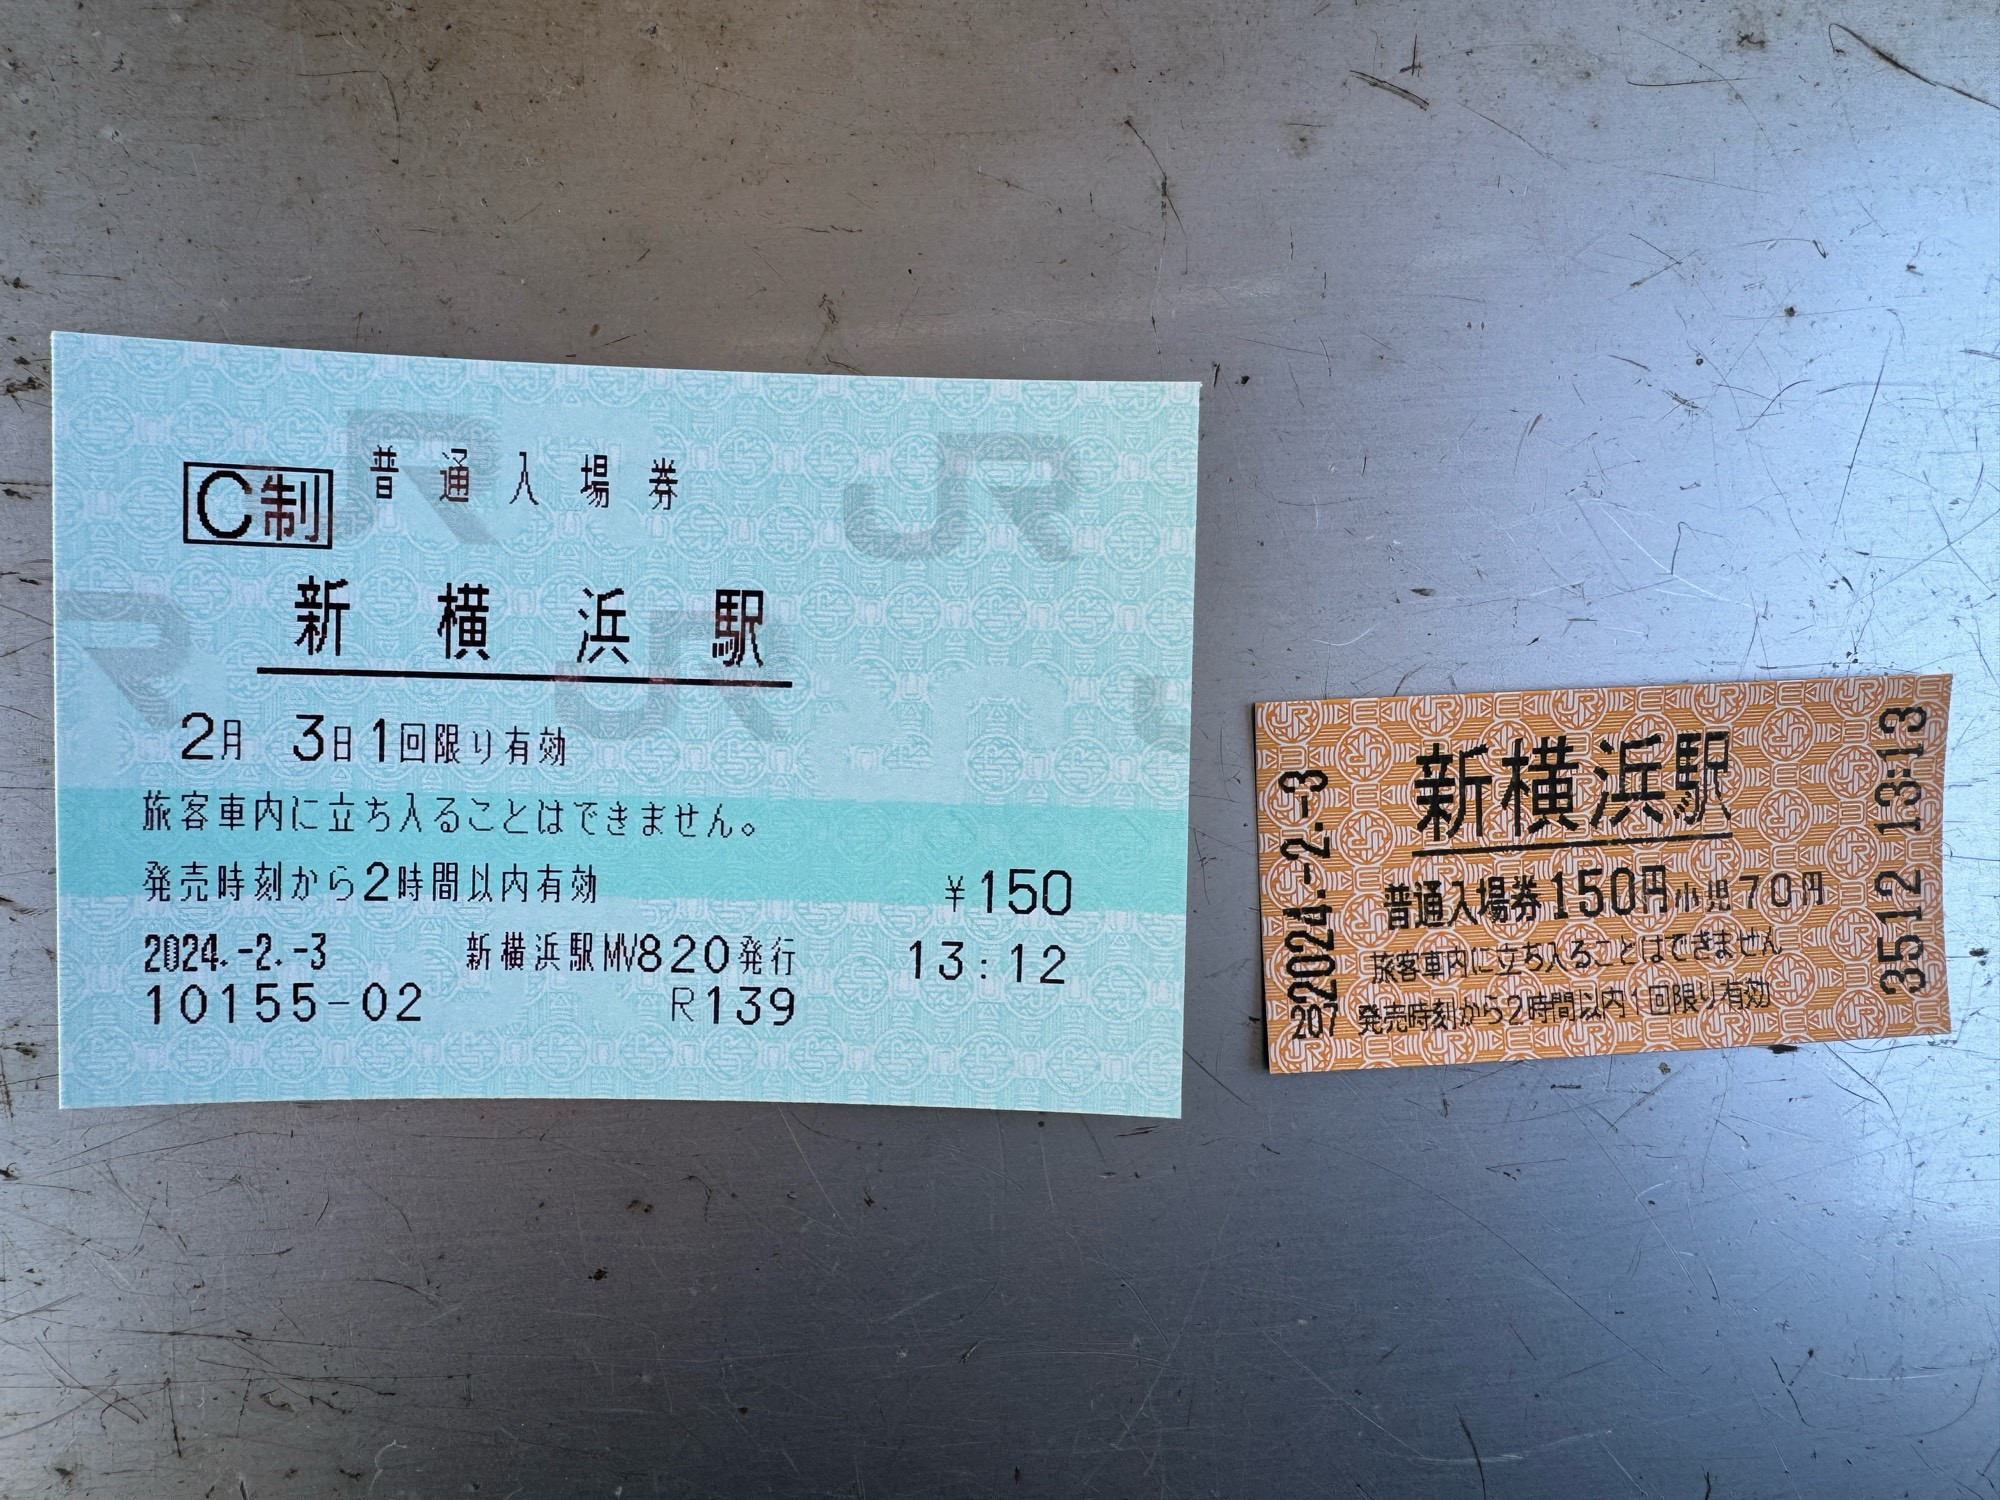 普通入場券
C制
新横浜駅
2月 3日1回限り有効
旅客車内に立ち入ることはできません。
発売時刻から2時間以内有効 ¥150
2024.-2.-3 新横浜駅MV820発行 13:12
10155-02 R139
JR
JR
JR
新横浜駅
普通入場券150円小児70円
旅客車内に立ち入ることはできません
発売時刻から2時間以内1回限り有効
2024.-2.-3
207
3512 13:13